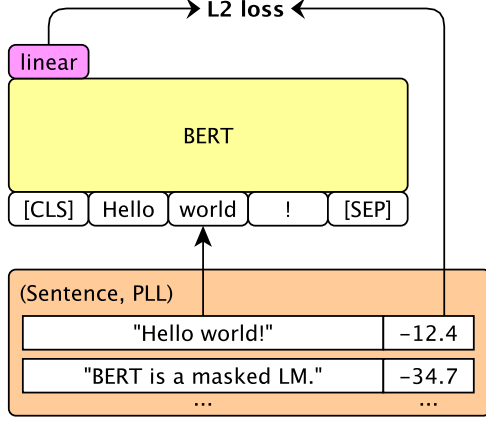 L2 loss
linear
BERT
[CLS] Hello world ! [SEP]
(Sentence, PLL)
"Hello world!" −12.4
"BERT is a masked LM." −34.7
... ...